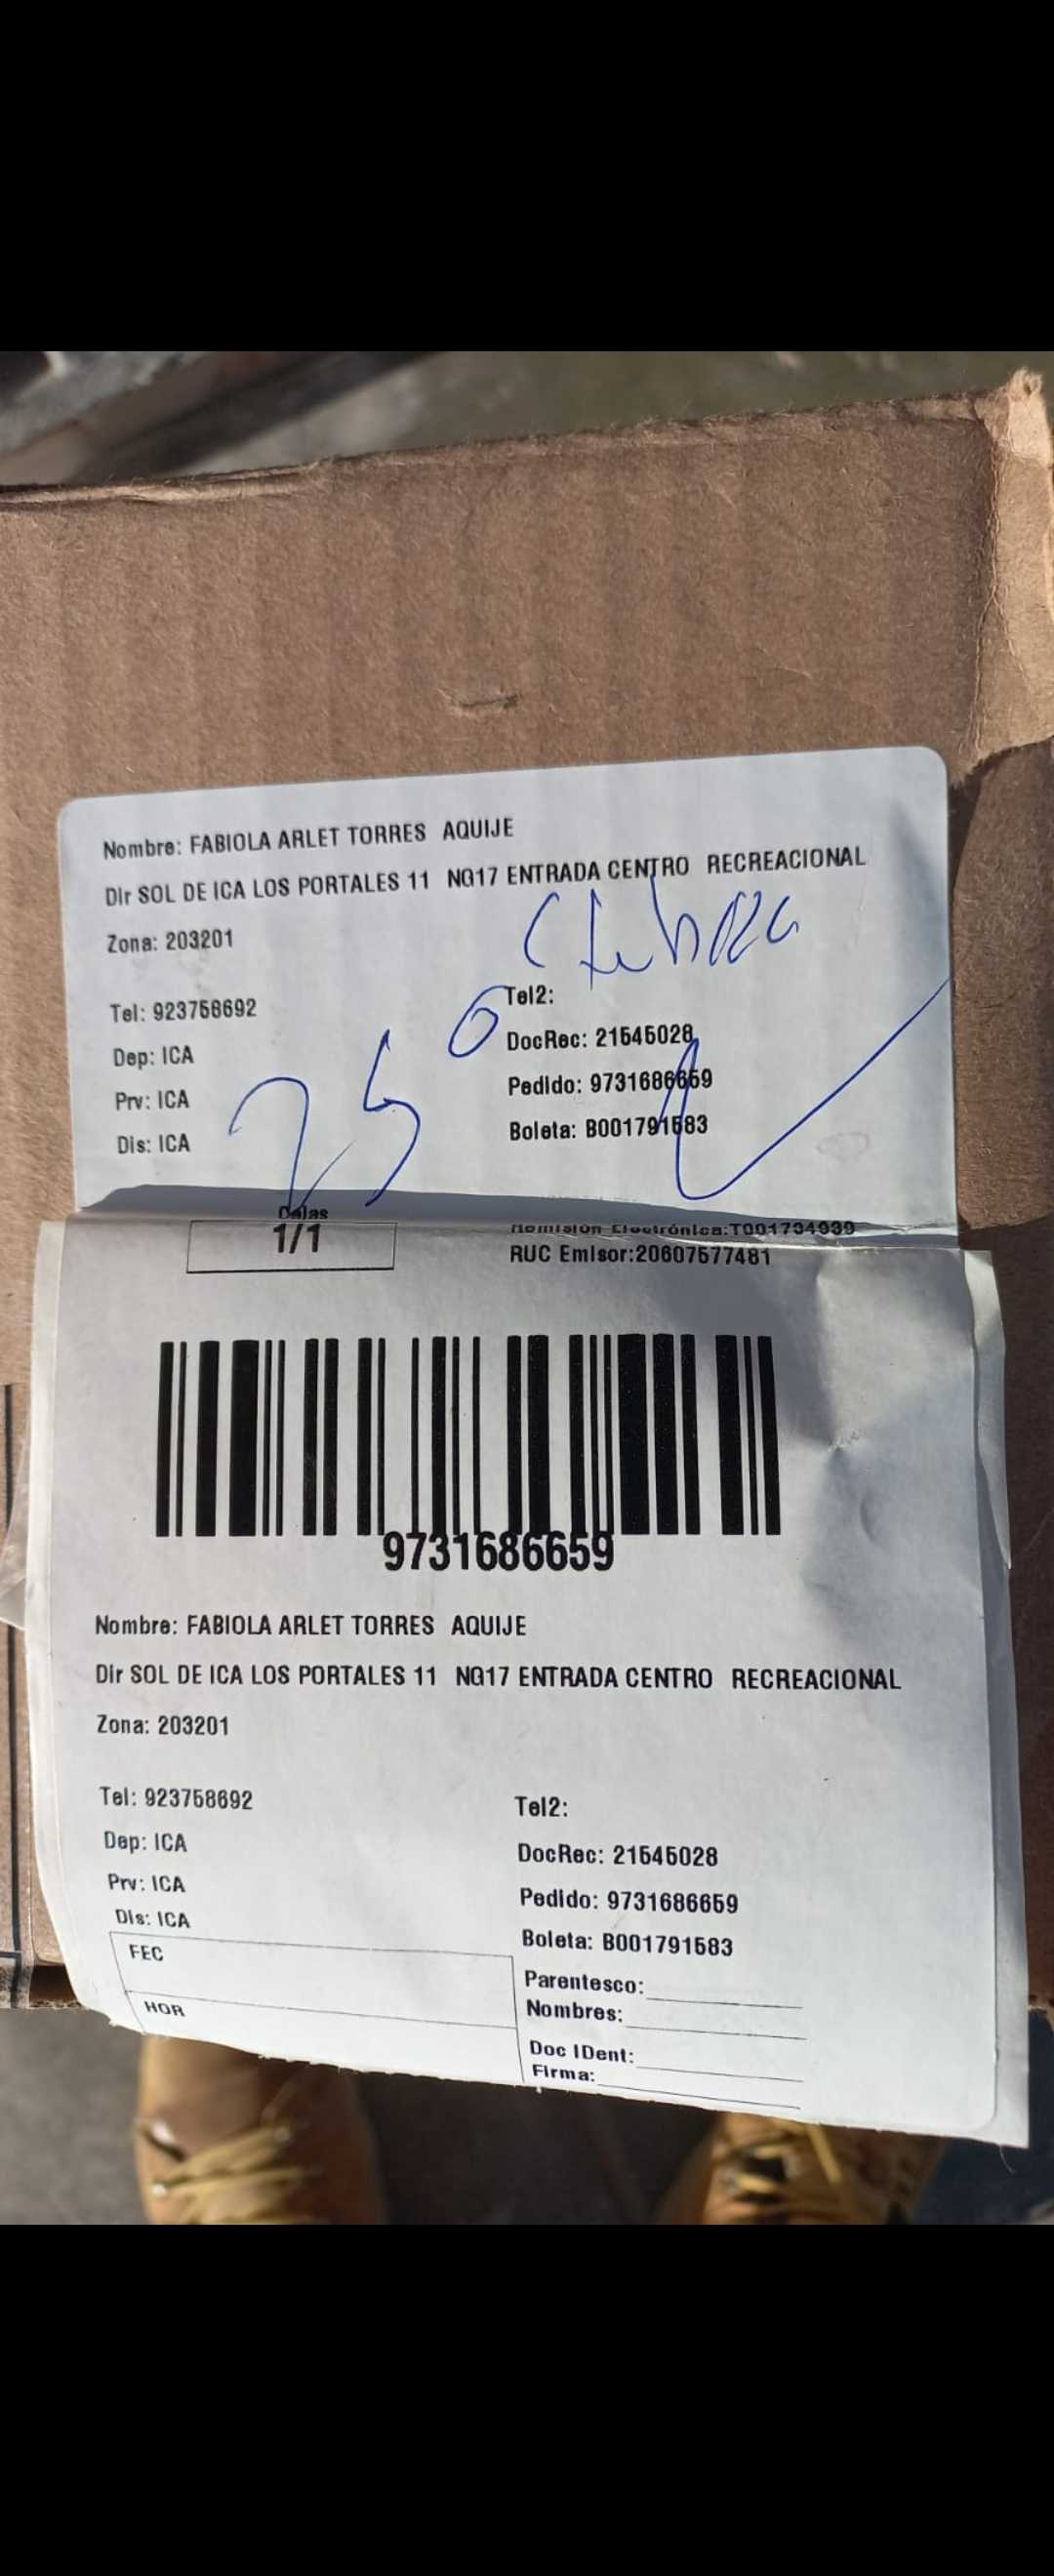 Nombre: FABIOLA ARLET TORRES AQUIJE
Dir SOL DE ICA LOS PORTALES 11 NG17 ENTRADA CENTRO RECREACIONAL
Zona: 203201
Tel: 923758692 Tel2:
Dep: ICA DocRec: 21545028
Prv: ICA Pedido: 9731686659
Dis: ICA Boleta: B001791583
1/1 Remisión Electrónica:T001734939
RUC Emisor:20607577481
9731686659
Nombre: FABIOLA ARLET TORRES AQUIJE
Dir SOL DE ICA LOS PORTALES 11 NG17 ENTRADA CENTRO RECREACIONAL
Zona: 203201
Tel: 923758692 Tel2:
Dep: ICA DocRec: 21545028
Prv: ICA Pedido: 9731686659
Dis: ICA Boleta: B001791583
FEC Parentesco:
HOR Nombres:
Doc IDent:
Firma: